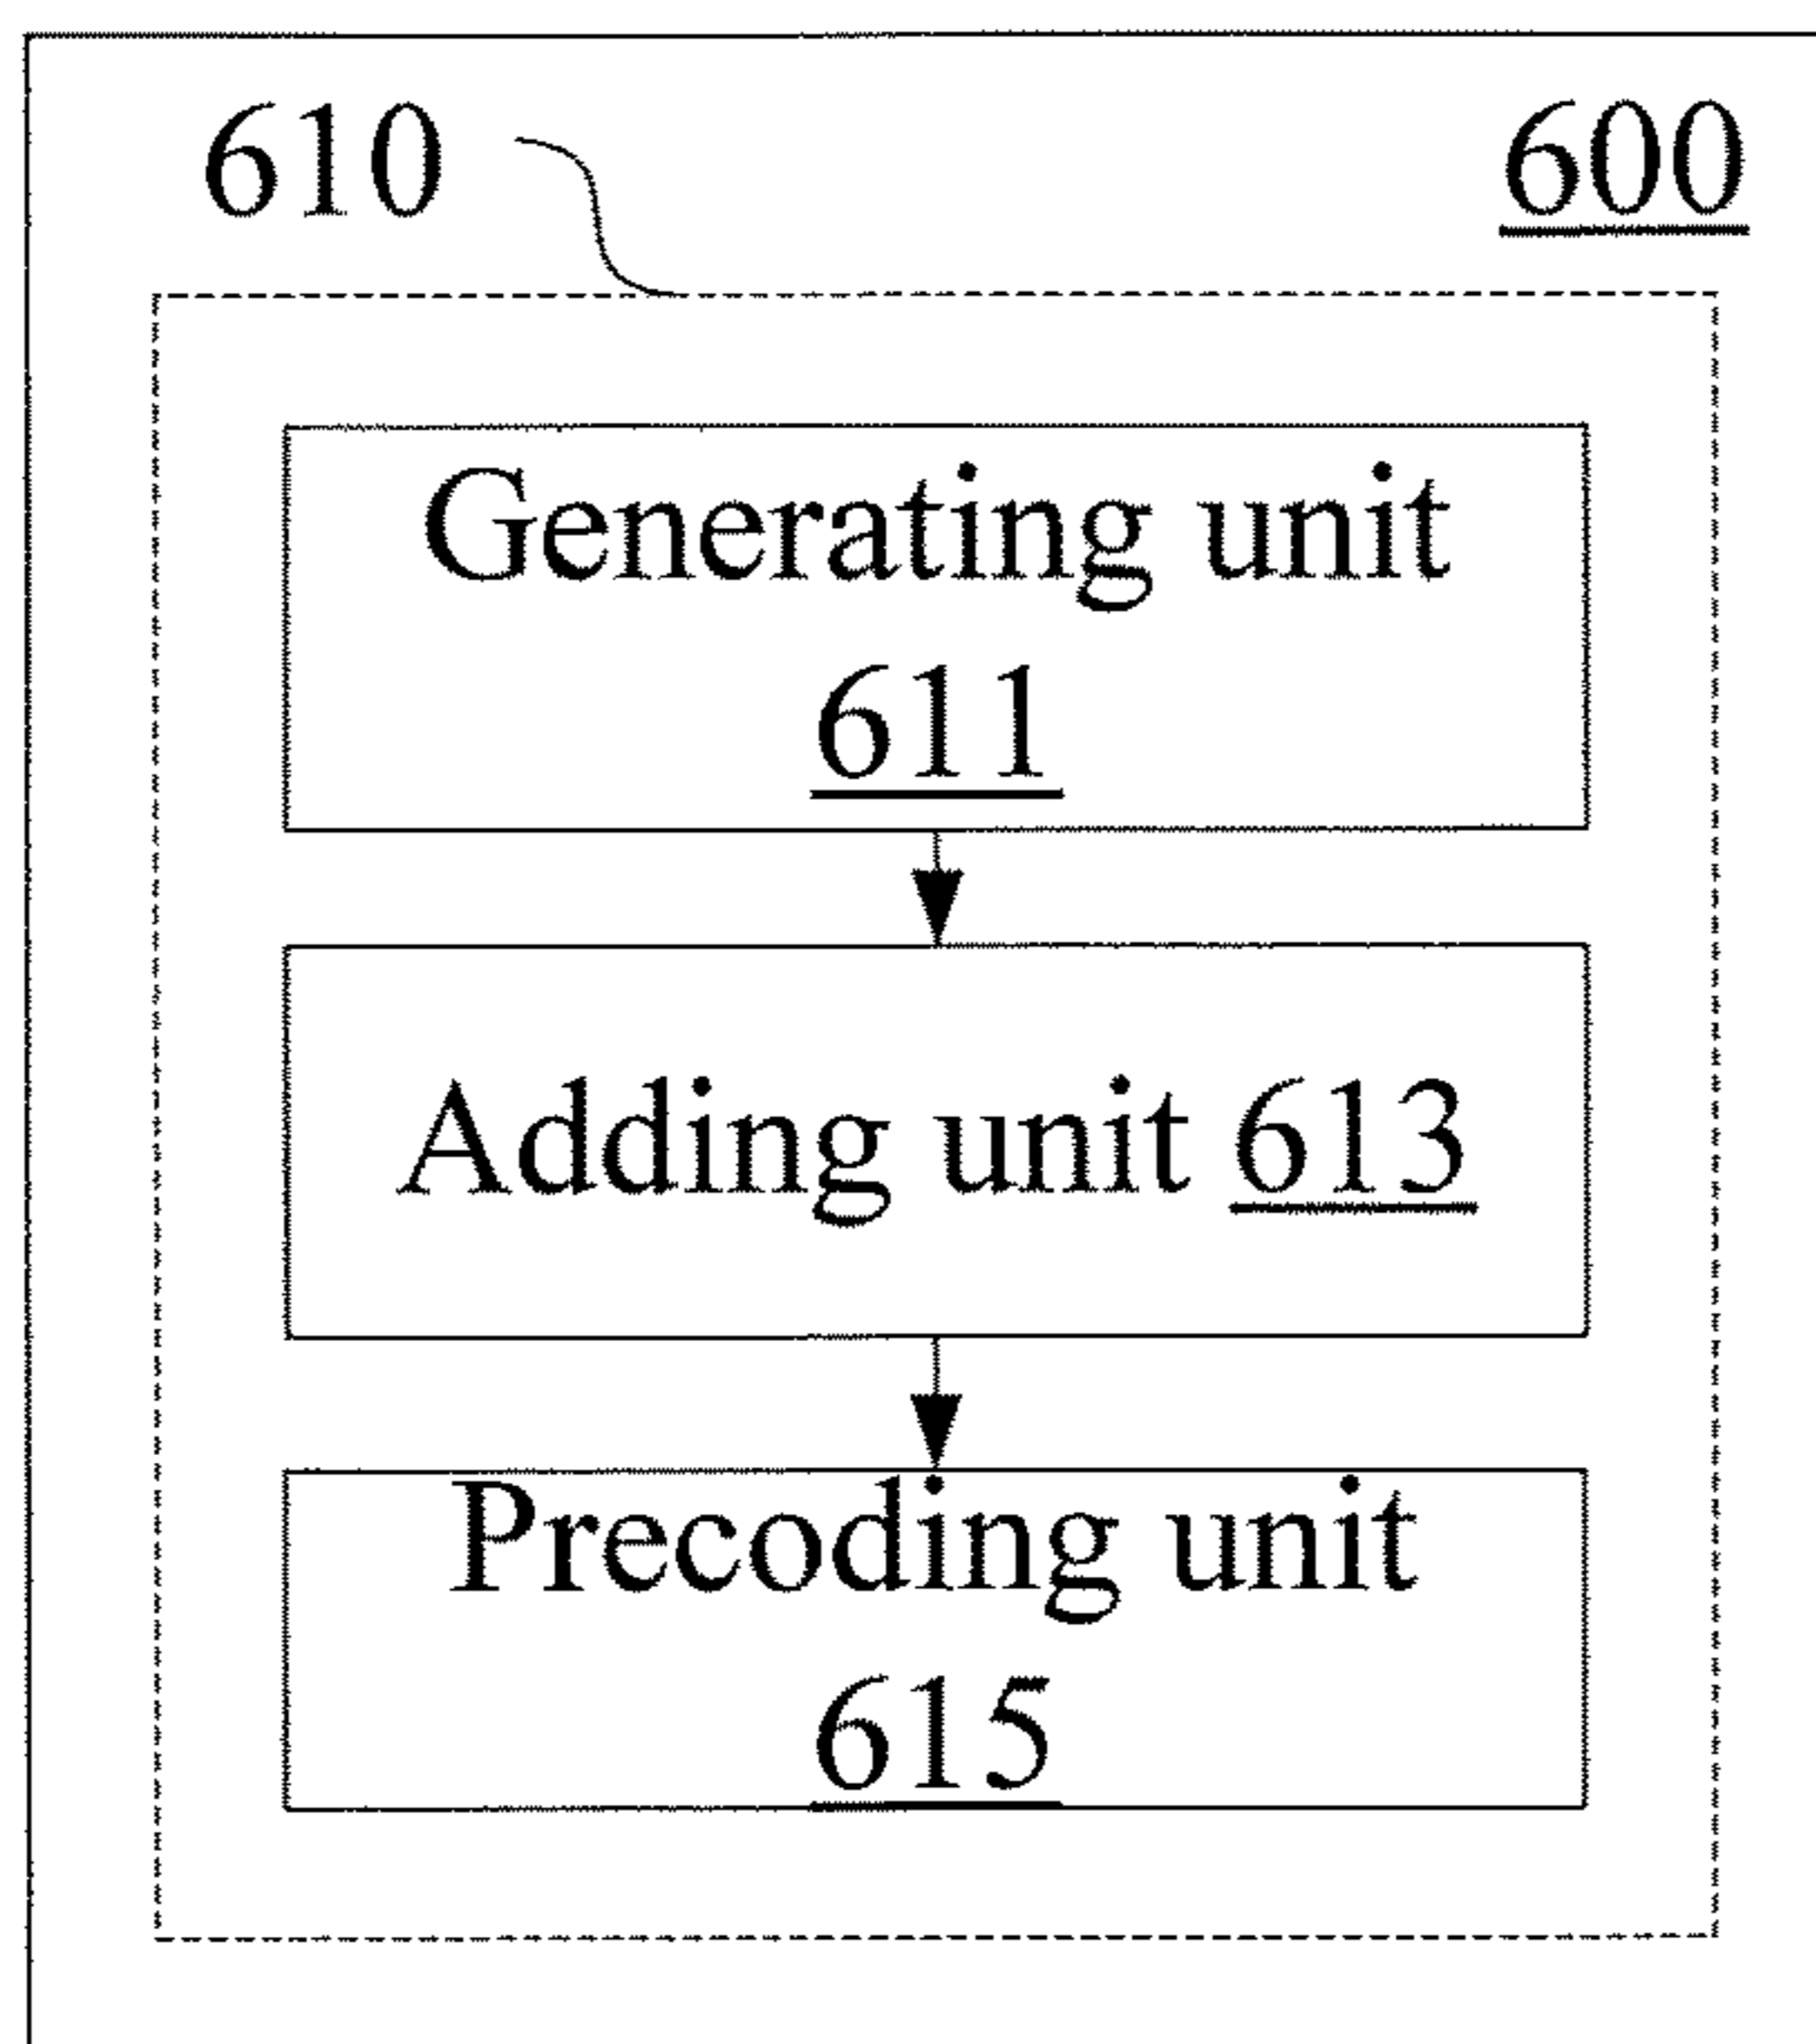 610
600
Generating unit
611
Adding unit 613
Precoding unit
615